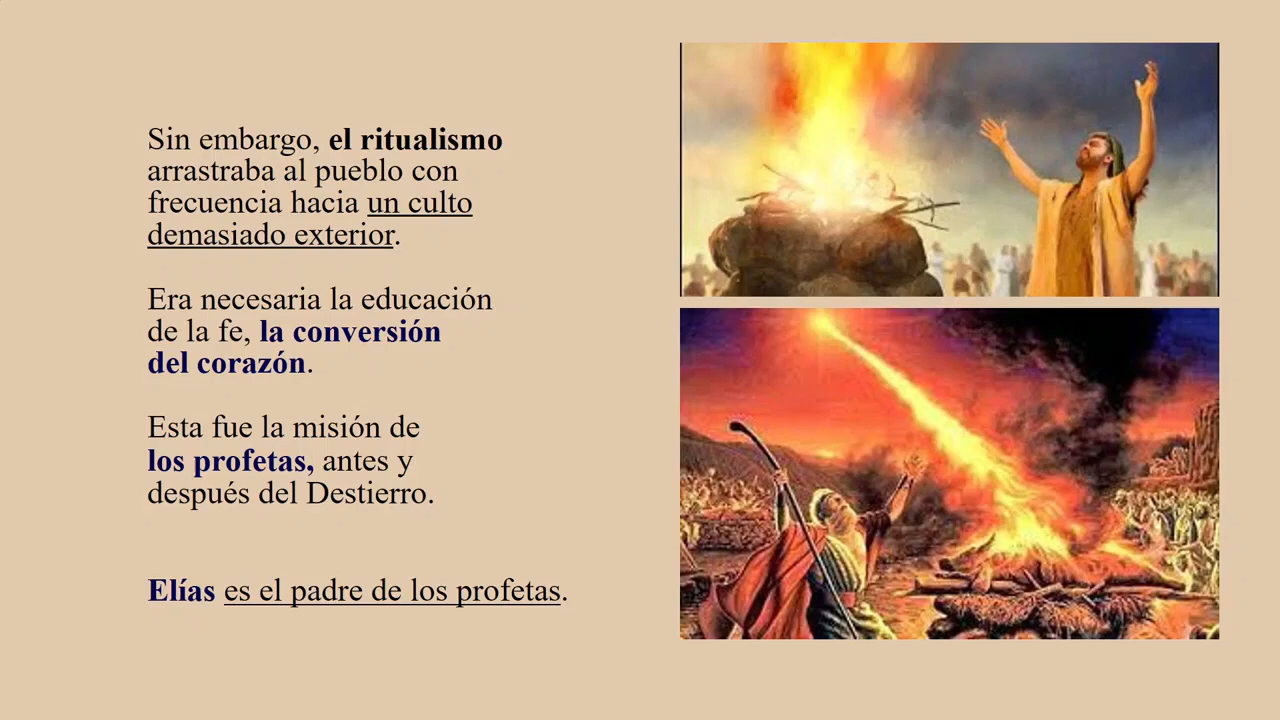 Sin embargo, el ritualismo
arrastraba al pueblo con
frecuencia hacia un culto
demasiado exterior.
Era necesaria la educación
de la fe, la conversión
del corazón.
Esta fue la misión de
los profetas, antes y
después del Destierro.
Elías es el padre de los profetas.